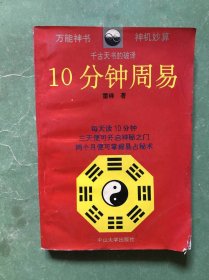 万能神书 神机妙算
千古天书的破译
10分钟周易
著
每天读10分钟
三天便可开启神秘之门
两个月便可掌握易占秘术
中山大学出版社